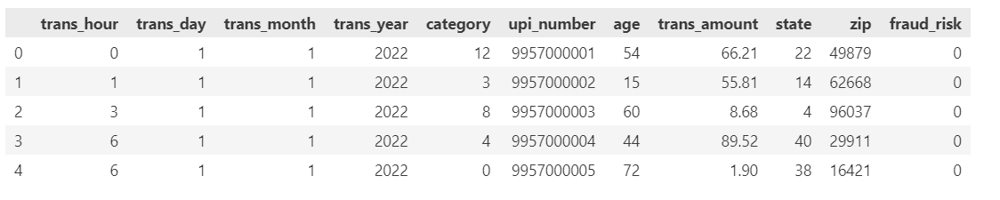 trans_hour trans_day trans_month trans_year category upi_number age trans_amount state zip fraud_risk
0 0 1 1 2022 12 9957000001 54 66.21 22 49879 0
1 1 1 1 2022 3 9957000002 15 55.81 14 62668 0
2 3 1 1 2022 8 9957000003 60 8.68 4 96037 0
3 6 1 1 2022 4 9957000004 44 89.52 40 29911 0
4 6 1 1 2022 0 9957000005 72 1.90 38 16421 0